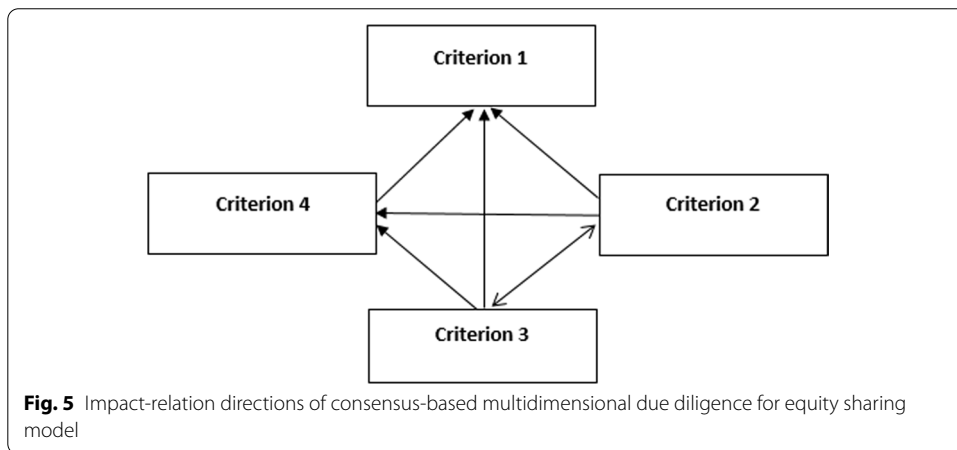 Criterion 1
Criterion 4
Criterion 2
Criterion 3
Fig. 5 Impact-relation directions of consensus-based multidimensional due diligence for equity sharing
model